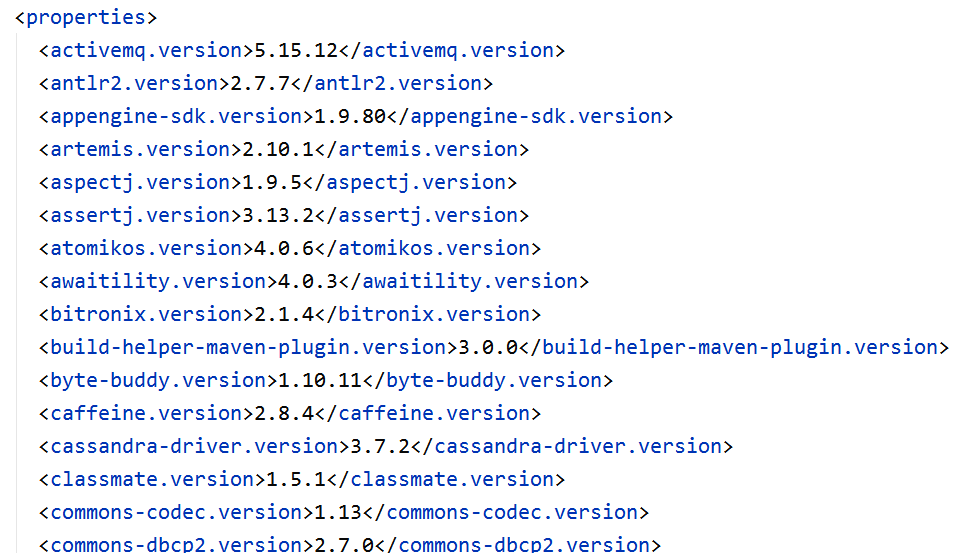 <properties>
<activemq.version>5.15.12</activemq.version>
<antlr2.version>2.7.7</antlr2.version>
<appengine-sdk.version>1.9.80</appengine-sdk.version>
<artemis.version>2.10.1</artemis.version>
<aspectj.version>1.9.5</aspectj.version>
<assertj.version>3.13.2</assertj.version>
<atomikos.version>4.0.6</atomikos.version>
<awaitility.version>4.0.3</awaitility.version>
<bitronix.version>2.1.4</bitronix.version>
<build-helper-maven-plugin.version>3.0.0</build-helper-maven-plugin.version>
<byte-buddy.version>1.10.11</byte-buddy.version>
<caffeine.version>2.8.4</caffeine.version>
<cassandra-driver.version>3.7.2</cassandra-driver.version>
<classmate.version>1.5.1</classmate.version>
<commons-codec.version>1.13</commons-codec.version>
<commons-dbcp2.version>2.7.0</commons-dbcp2.version>